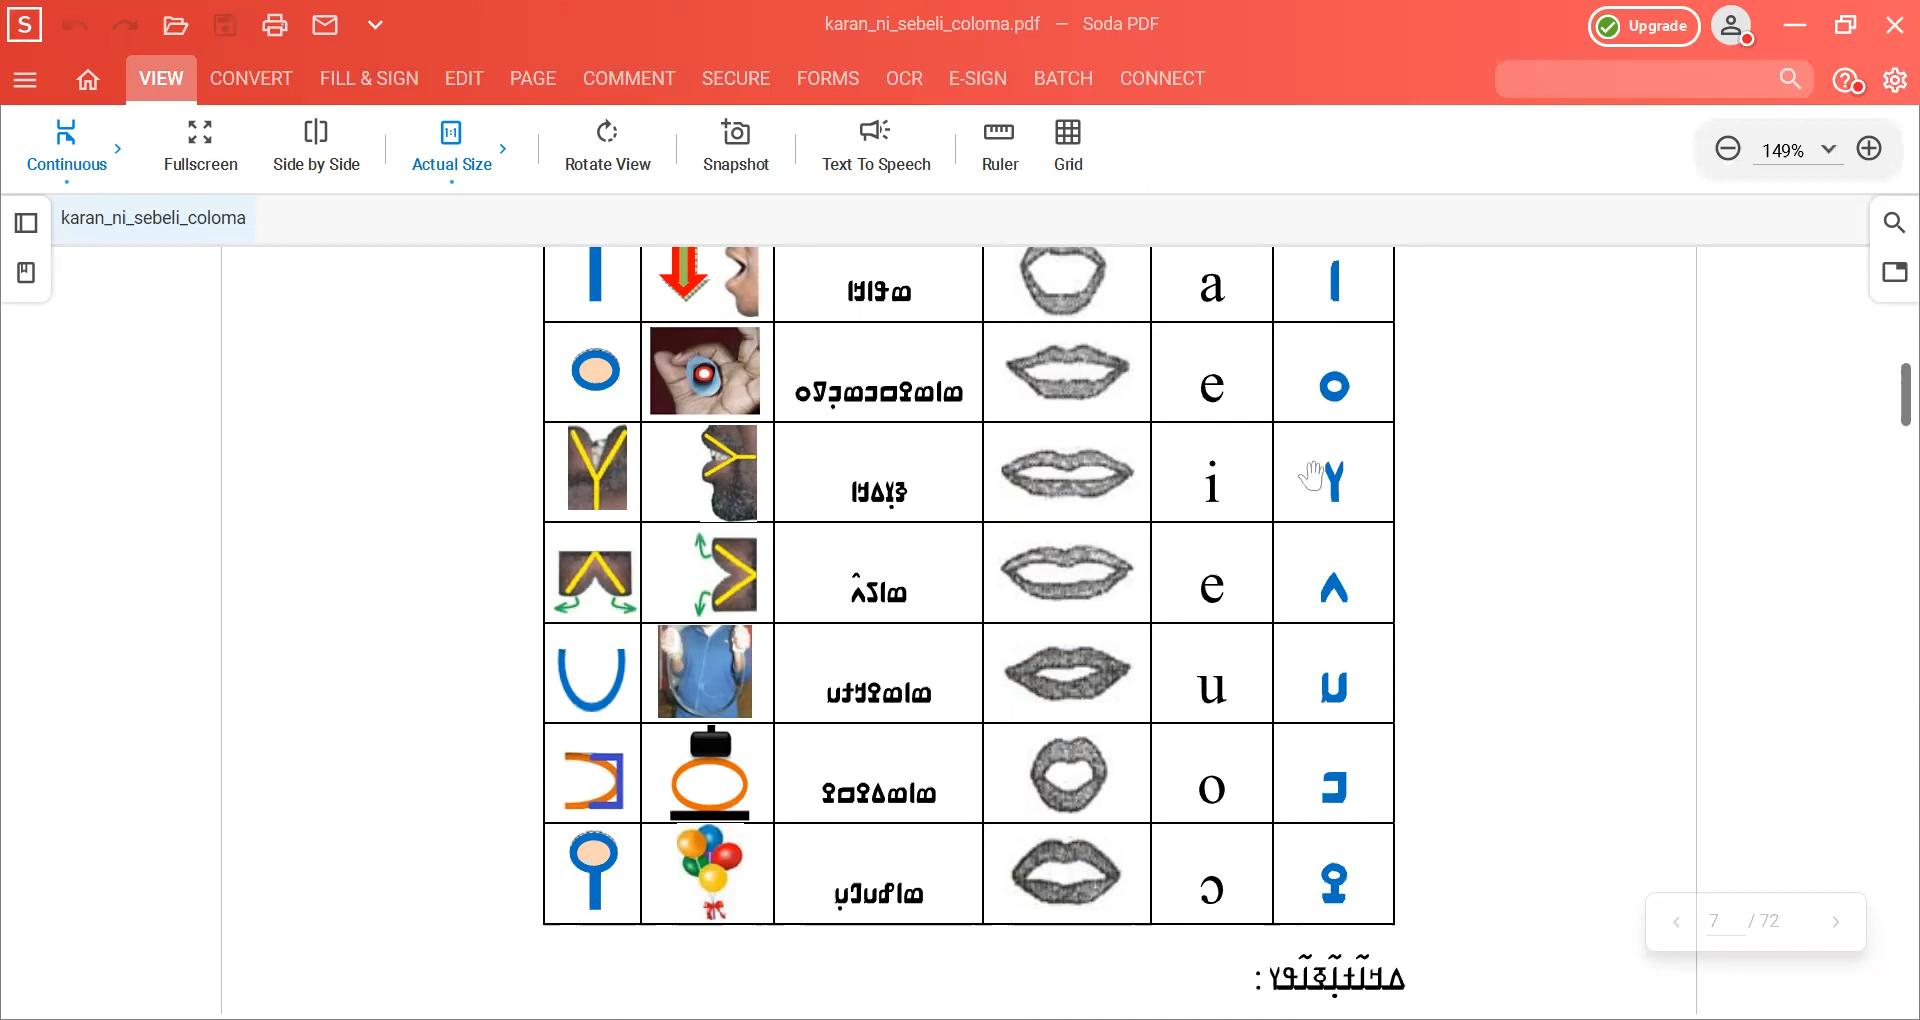 karan_ni_sebeli_coloma.pdf — Soda PDF
Upgrade
VIEW CONVERT FILL & SIGN EDIT PAGE COMMENT SECURE FORMS OCR E-SIGN BATCH CONNECT
Continuous Fullscreen Side by Side Actual Size Rotate View Snapshot Text To Speech Ruler Grid 149%
karan_ni_sebeli_coloma
a ߊ
e ߋ
i ߌ
e ߍ
u ߎ
o ߏ
ɔ ߐ
7 / 72